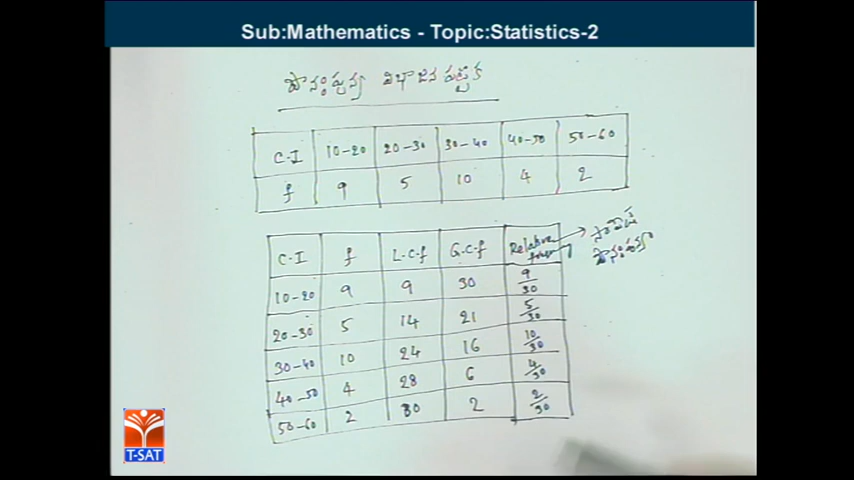 Sub:Mathematics - Topic:Statistics-2
పౌనఃపున్య విభాజన పట్టిక
C.I 10-20 20-30 30-40 40-50 50-60
f 9 5 10 4 2
C.I f L.C.f G.C.f Relative
10-20 9 9 30 9/30
20-30 5 14 21 5/30
30-40 10 24 16 10/30
40-50 4 28 6 4/30
50-60 2 30 2 2/30
T-SAT